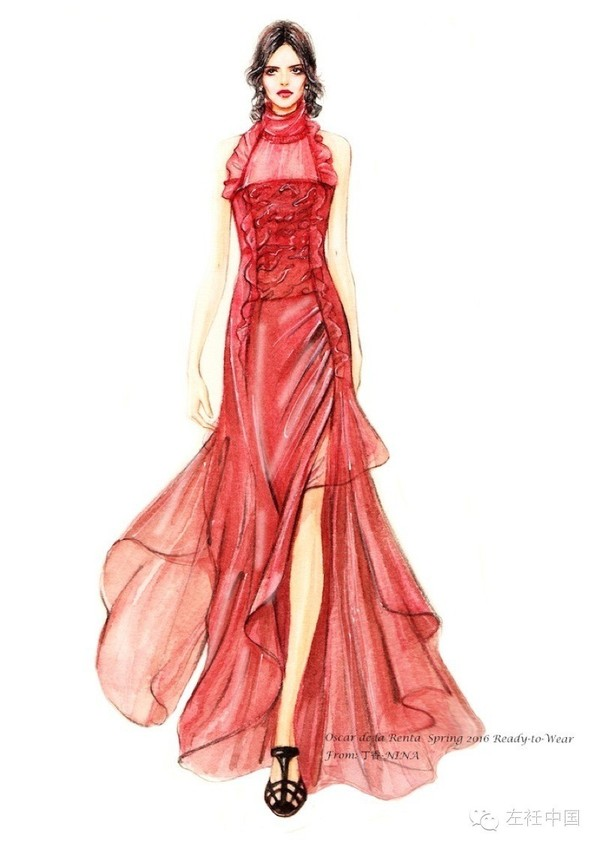 Oscar de la Renta Spring 2016 Ready-to-Wear
From: 丁香-NINA
左衽中国